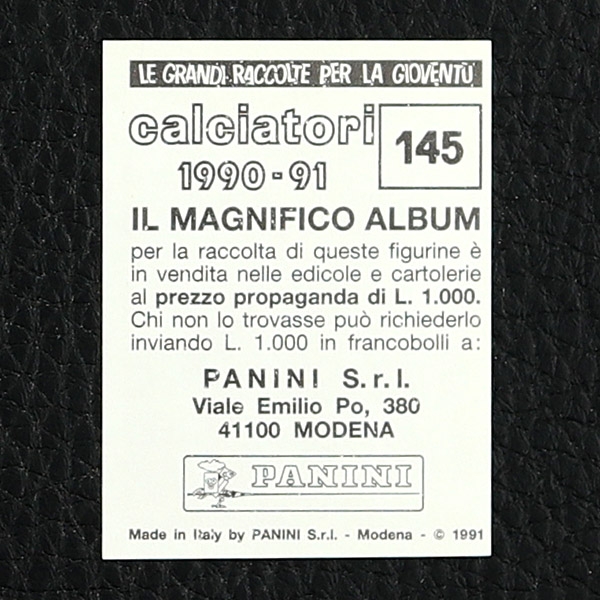 LE GRANDI RACCOLTE PER LA GIOVENTÙ
calciatori
1990-91
145
IL MAGNIFICO ALBUM
per la raccolta di queste figurine è
in vendita nelle edicole e cartolerie
al prezzo propaganda di L. 1.000.
Chi non lo trovasse può richiederlo
inviando L. 1.000 in francobolli a:
PANINI S.r.l.
Viale Emilio Po, 380
41100 MODENA
PANINI
Made in Italy by PANINI S.r.l. - Modena - © 1991